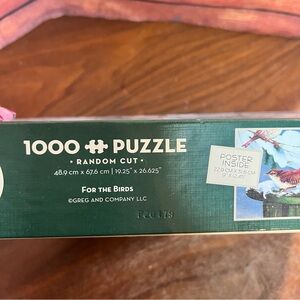 1000 PUZZLE
• RANDOM CUT •
48.9 cm x 67.6 cm | 19.25" x 26.625"
FOR THE BIRDS
©GREG AND COMPANY LLC
POSTER
INSIDE